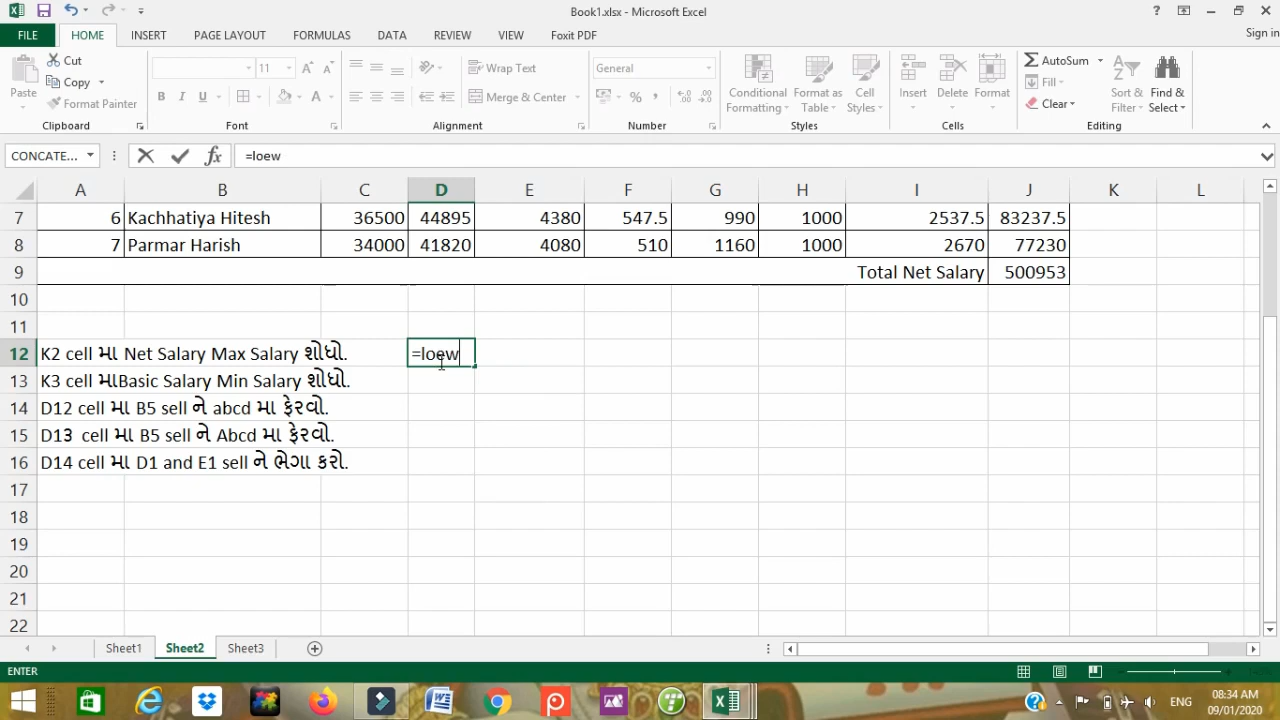 Book1.xlsx - Microsoft Excel
?
FILE HOME INSERT PAGE LAYOUT FORMULAS DATA REVIEW VIEW Foxit PDF Sign in
Paste Cut Copy Format Painter
Clipboard
11 A A
B I U A
Font
Wrap Text
Merge & Center
Alignment
General
% ,
Number
Conditional Formatting Format as Table Cell Styles
Styles
Insert Delete Format
Cells
AutoSum Fill Clear Sort & Filter Find & Select
Editing
CONCATE... fx =loew
A B C D E F G H I J K L
7 6 Kachhatiya Hitesh 36500 44895 4380 547.5 990 1000 2537.5 83237.5
8 7 Parmar Harish 34000 41820 4080 510 1160 1000 2670 77230
9 Total Net Salary 500953
10
11
12 K2 cell મા Net Salary Max Salary શોધો. =loew
13 K3 cell માBasic Salary Min Salary શોધો.
14 D12 cell મા B5 sell ને abcd મા ફેરવો.
15 D1૩ cell મા B5 sell ને Abcd મા ફેરવો.
16 D14 cell મા D1 and E1 sell ને ભેગા કરો.
17
18
19
20
21
22
Sheet1 Sheet2 Sheet3
ENTER
ENG
08:34 AM
09/01/2020